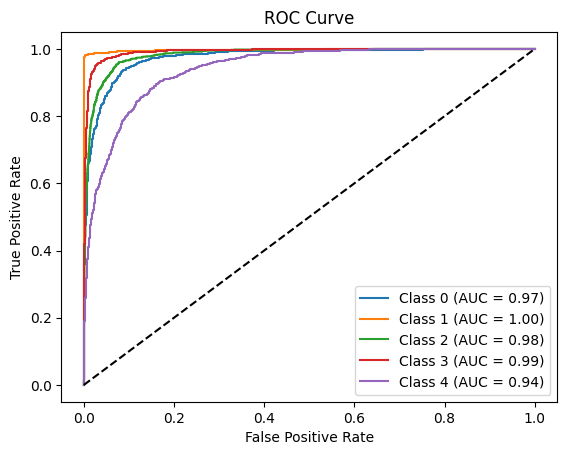 ROC Curve
True Positive Rate
1.0
0.8
0.6
0.4
0.2
0.0
Class 0 (AUC = 0.97)
Class 1 (AUC = 1.00)
Class 2 (AUC = 0.98)
Class 3 (AUC = 0.99)
Class 4 (AUC = 0.94)
0.0 0.2 0.4 0.6 0.8 1.0
False Positive Rate